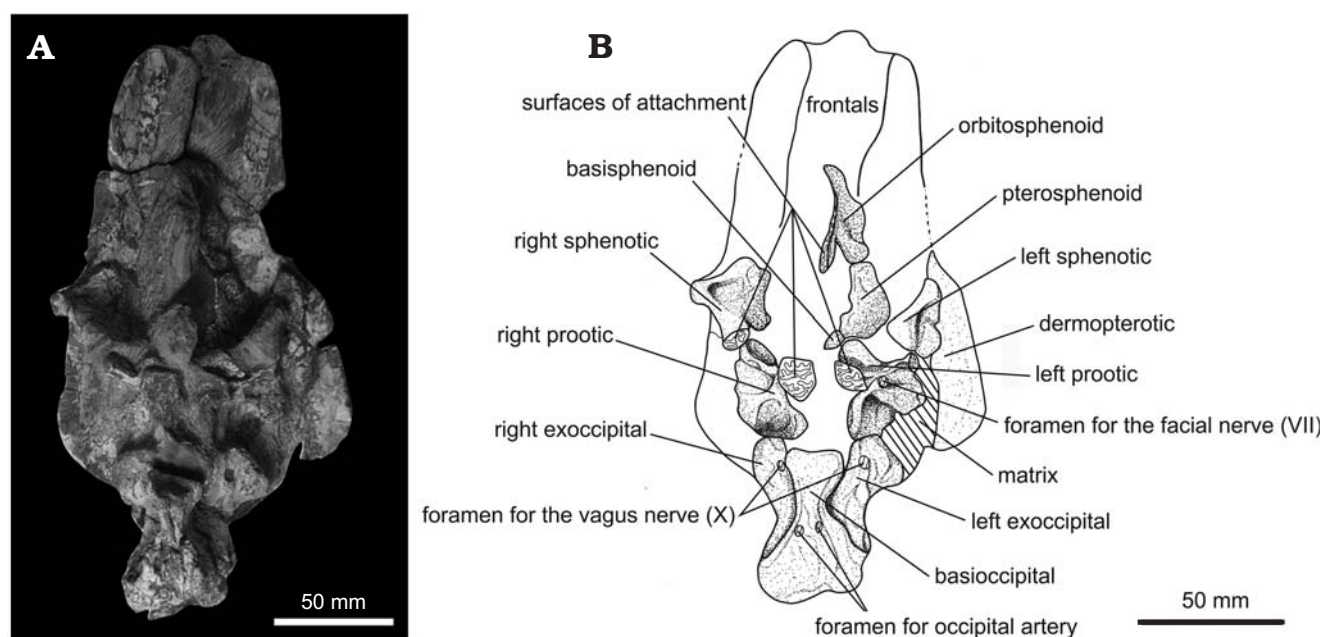 A
50 mm
B
surfaces of attachment
frontals
orbitosphenoid
basisphenoid
pterosphenoid
right sphenotic
left sphenotic
dermopterotic
right prootic
left prootic
foramen for the facial nerve (VII)
right exoccipital
matrix
foramen for the vagus nerve (X)
left exoccipital
basioccipital
foramen for occipital artery
50 mm